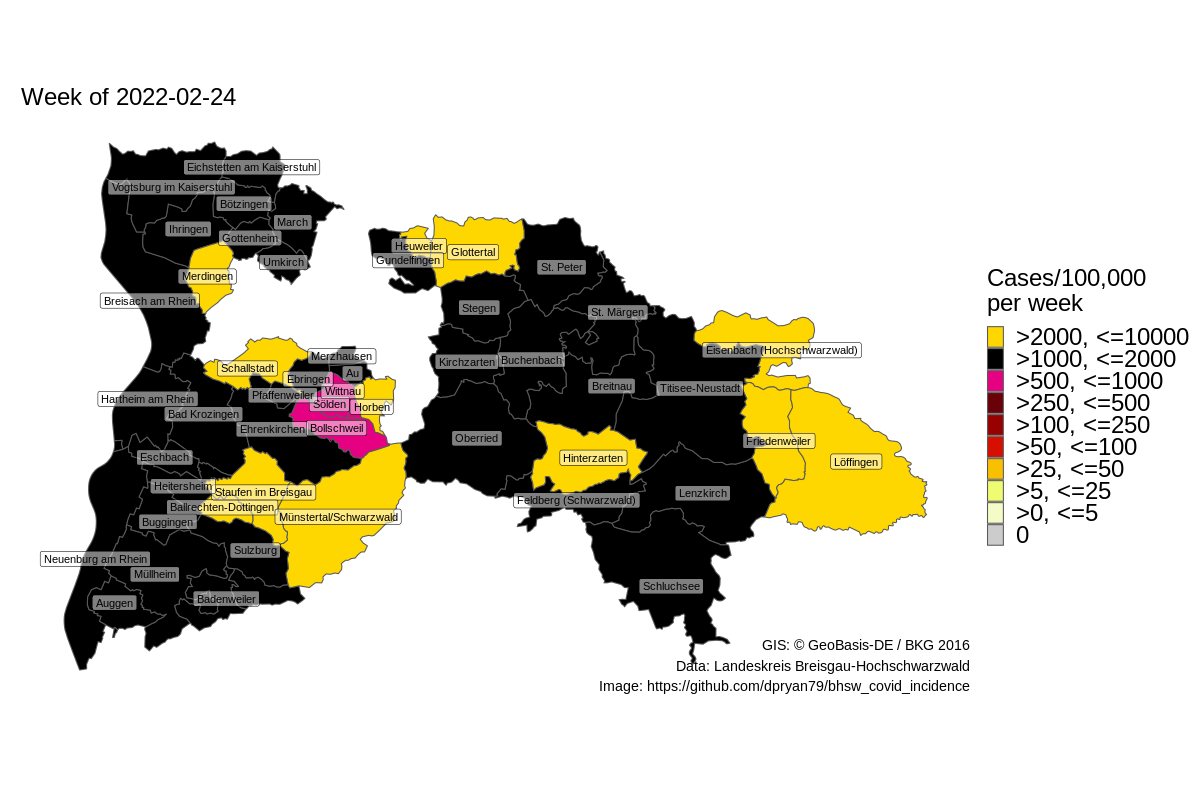 Week of 2022-02-24
Eichstetten am Kaiserstuhl
Vogtsburg im Kaiserstuhl
Bötzingen
March
Ihringen
Gottenheim
Umkirch
Merdingen
Breisach am Rhein
Heuweiler
Glottertal
Gundelfingen
St. Peter
Stegen
St. Märgen
Merzhausen
Eisenbach (Hochschwarzwald)
Schallstadt
Au
Kirchzarten
Buchenbach
Ebringen
Wittnau
Breitnau
Titisee-Neustadt
Pfaffenweiler
Hartheim am Rhein
Sölden
Horben
Bad Krozingen
Ehrenkirchen
Bollschweil
Oberried
Friedenweiler
Eschbach
Hinterzarten
Löffingen
Heitersheim
Staufen im Breisgau
Lenzkirch
Feldberg (Schwarzwald)
Ballrechten-Dottingen
Münstertal/Schwarzwald
Buggingen
Sulzburg
Neuenburg am Rhein
Müllheim
Schluchsee
Auggen
Badenweiler
Cases/100,000
per week
>2000, <=10000
>1000, <=2000
>500, <=1000
>250, <=500
>100, <=250
>50, <=100
>25, <=50
>5, <=25
>0, <=5
0
GIS: © GeoBasis-DE / BKG 2016
Data: Landeskreis Breisgau-Hochschwarzwald
Image: https://github.com/dpryan79/bhsw_covid_incidence